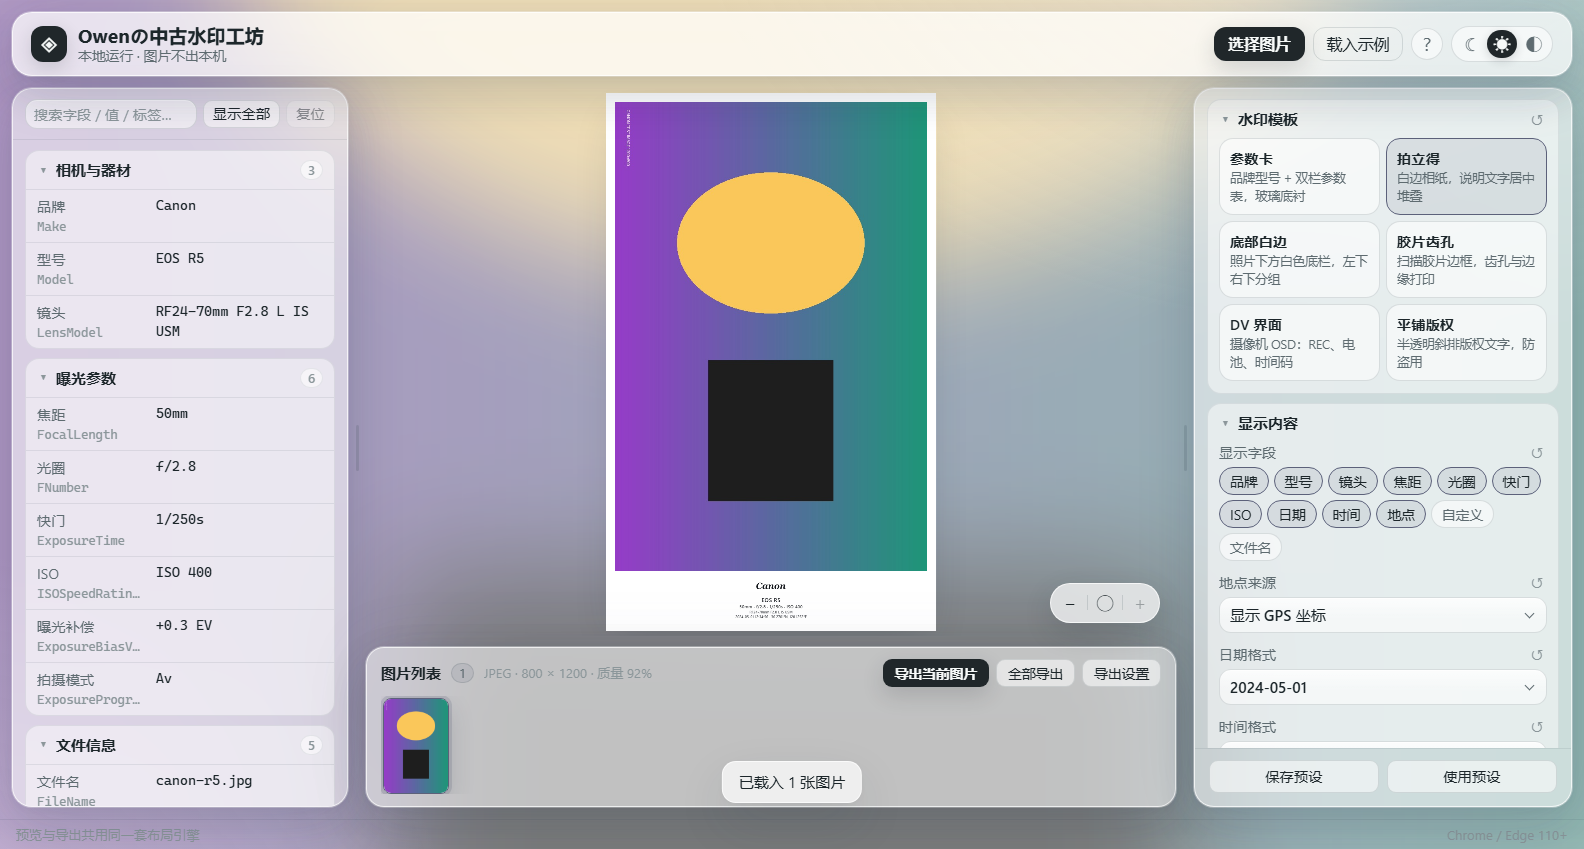 Owenの中古水印工坊
本地运行 · 图片不出本机
选择图片
载入示例
?
搜索字段 / 值 / 标签...
显示全部
复位
相机与器材
3
品牌
Canon
Make
型号
EOS R5
Model
镜头
RF24-70mm F2.8 L IS
USM
LensModel
曝光参数
6
焦距
50mm
FocalLength
光圈
f/2.8
FNumber
快门
1/250s
ExposureTime
ISO
ISO 400
ISOSpeedRatin…
曝光补偿
+0.3 EV
ExposureBiasV…
拍摄模式
Av
ExposureProgr…
文件信息
5
文件名
canon-r5.jpg
FileName
Canon
EOS R5
50mm · f/2.8 · 1/250s · ISO 400
图片列表
1
JPEG · 800 × 1200 · 质量 92%
导出当前图片
全部导出
导出设置
已载入 1 张图片
水印模板
参数卡
品牌型号 + 双栏参数
表，玻璃底衬
拍立得
白边相纸，说明文字居中
堆叠
底部白边
照片下方白色底栏，左下
右下分组
胶片齿孔
扫描胶片边框，齿孔与边
缘打印
DV 界面
摄像机 OSD：REC、电
池、时间码
平铺版权
半透明斜排版权文字，防
盗用
显示内容
显示字段
品牌
型号
镜头
焦距
光圈
快门
ISO
日期
时间
地点
自定义
文件名
地点来源
显示 GPS 坐标
日期格式
2024-05-01
时间格式
保存预设
使用预设
预览与导出共用同一套布局引擎
Chrome / Edge 110+